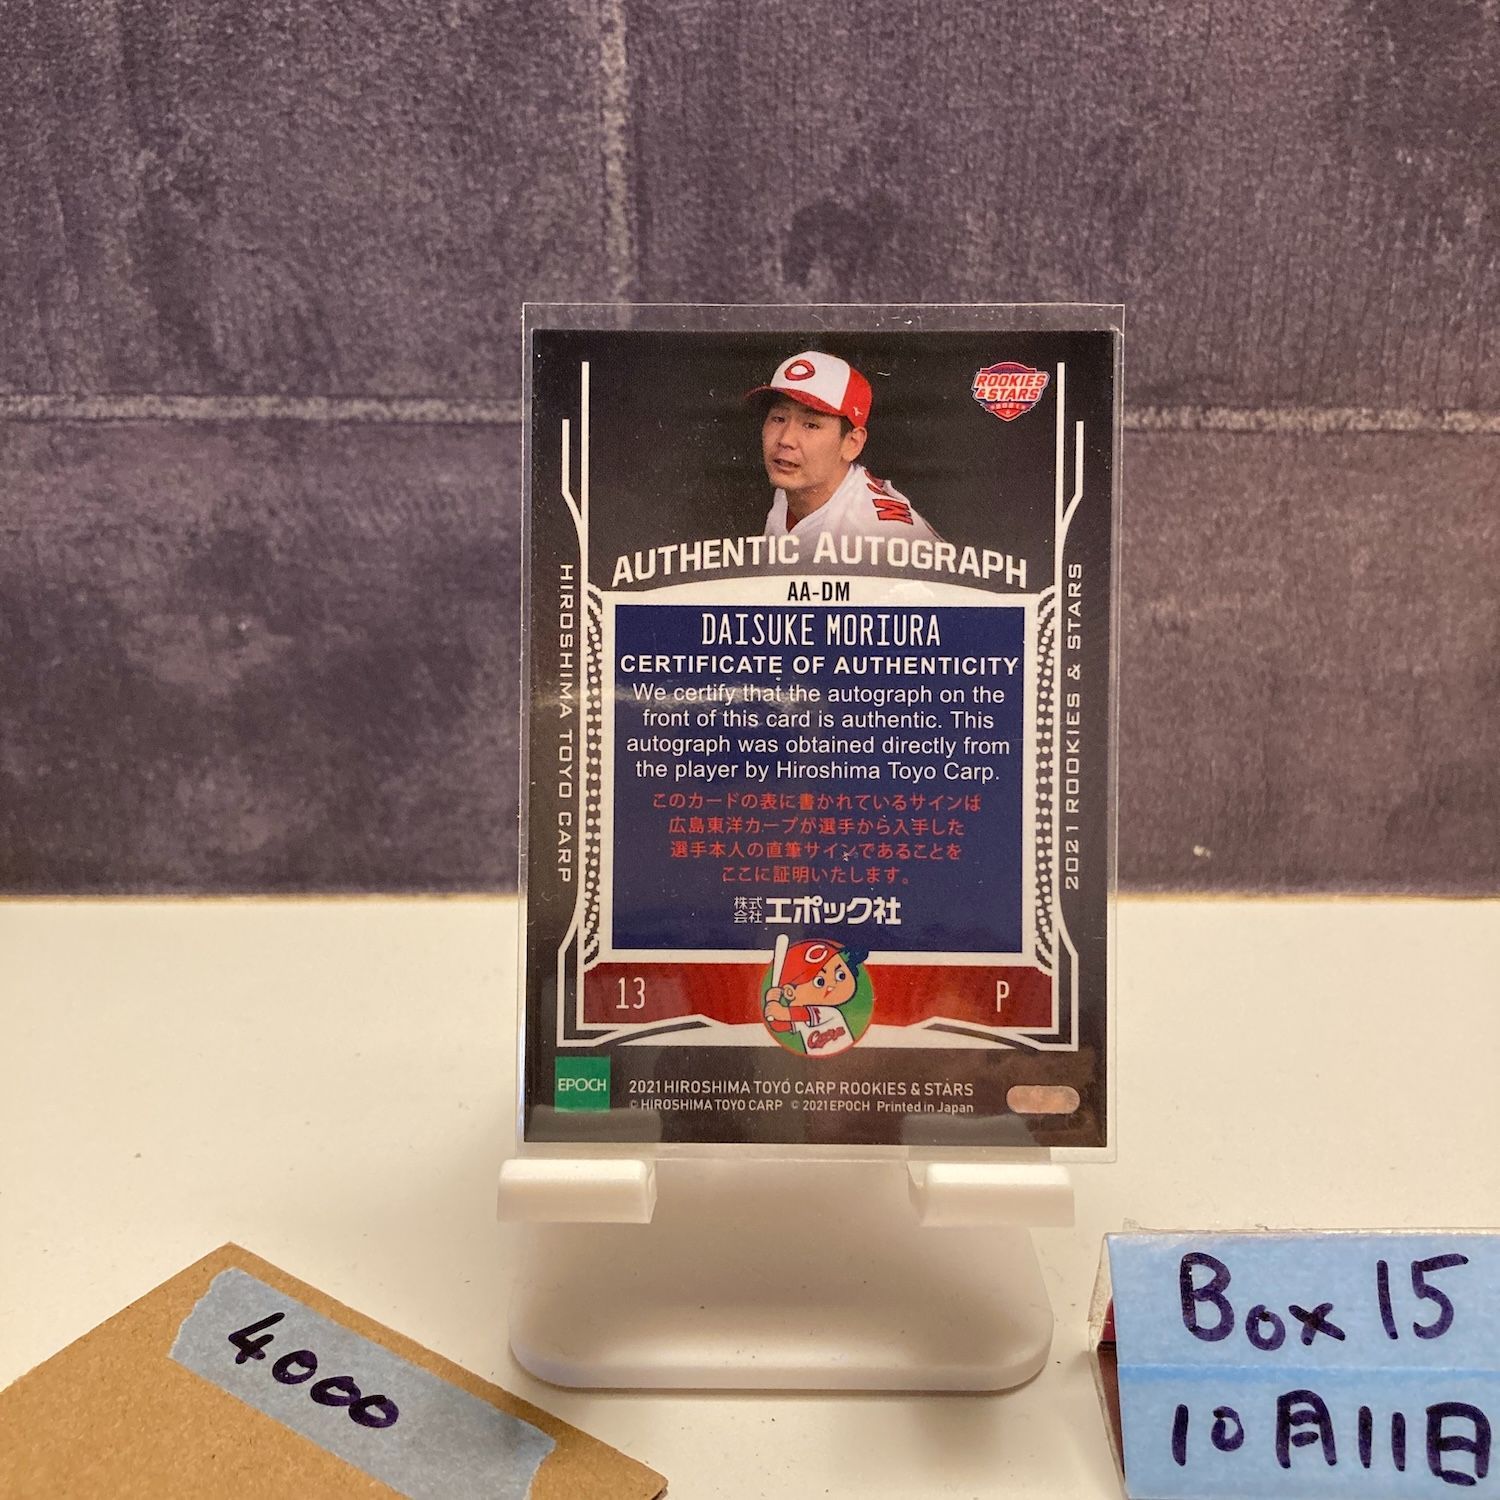 ROOKIES
& STARS
AUTHENTIC AUTOGRAPH
AA-DM
DAISUKE MORIURA
CERTIFICATE OF AUTHENTICITY
We certify that the autograph on the
front of this card is authentic. This
autograph was obtained directly from
the player by Hiroshima Toyo Carp.
このカードの表に書かれているサインは
広島東洋カープが選手から入手した
選手本人の直筆サインであることを
ここに証明いたします。
株式会社エポック社
HIROSHIMA TOYO CARP
2021 ROOKIES & STARS
13
P
Carp
EPOCH
2021 HIROSHIMA TOYO CARP ROOKIES & STARS
© HIROSHIMA TOYO CARP © 2021 EPOCH Printed in Japan
4000
Box 15
10月11日